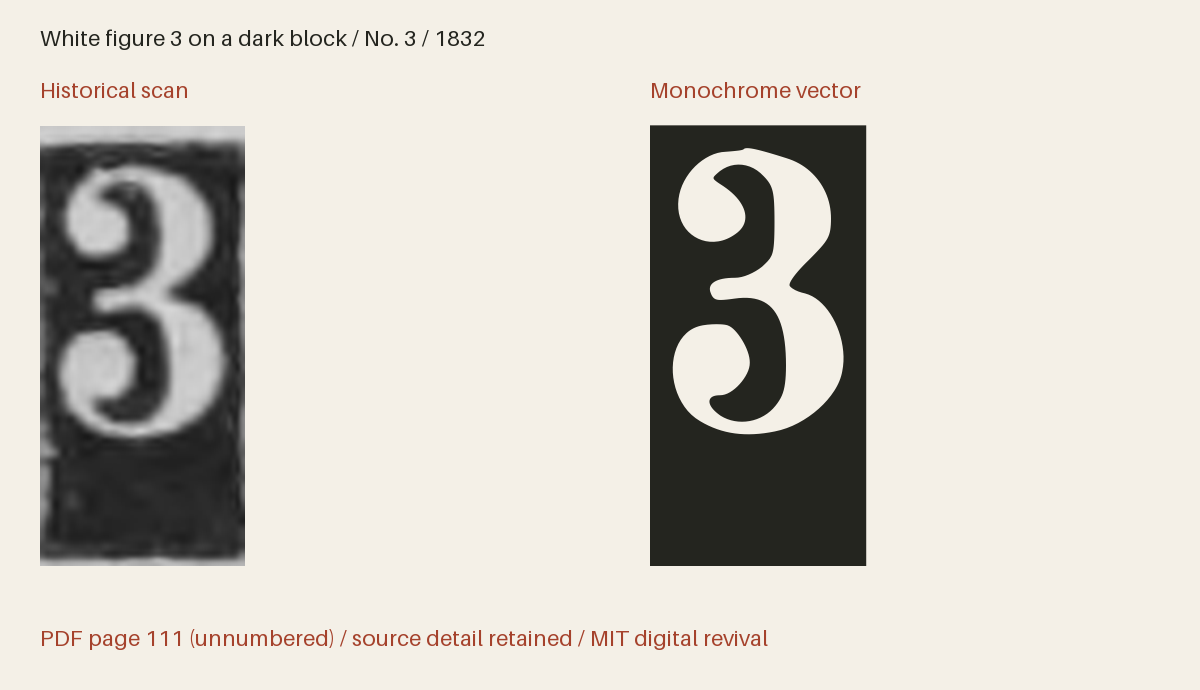 White figure 3 on a dark block / No. 3 / 1832
Historical scan
Monochrome vector
3
3
PDF page 111 (unnumbered) / source detail retained / MIT digital revival